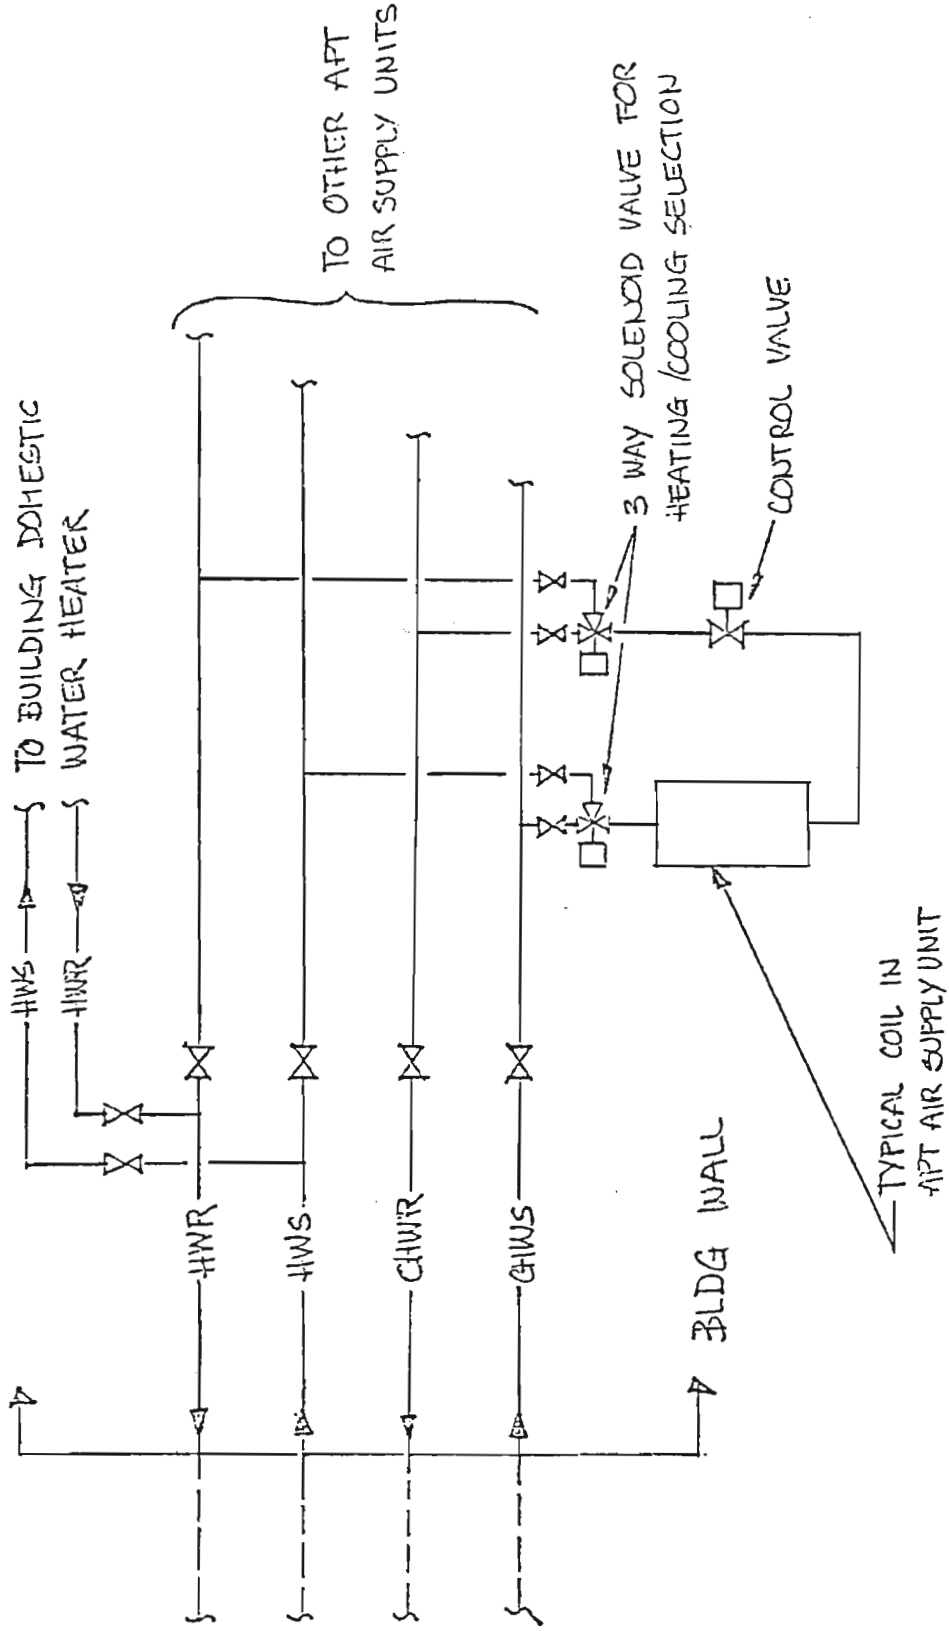 HWS
TO BUILDING DOMESTIC
HWR
WATER HEATER
HWR
HWS
CHWR
CHWS
TO OTHER APT
AIR SUPPLY UNITS
3 WAY SOLENOID VALVE FOR
HEATING/COOLING SELECTION
CONTROL VALVE
BLDG WALL
TYPICAL COIL IN
APT AIR SUPPLY UNIT